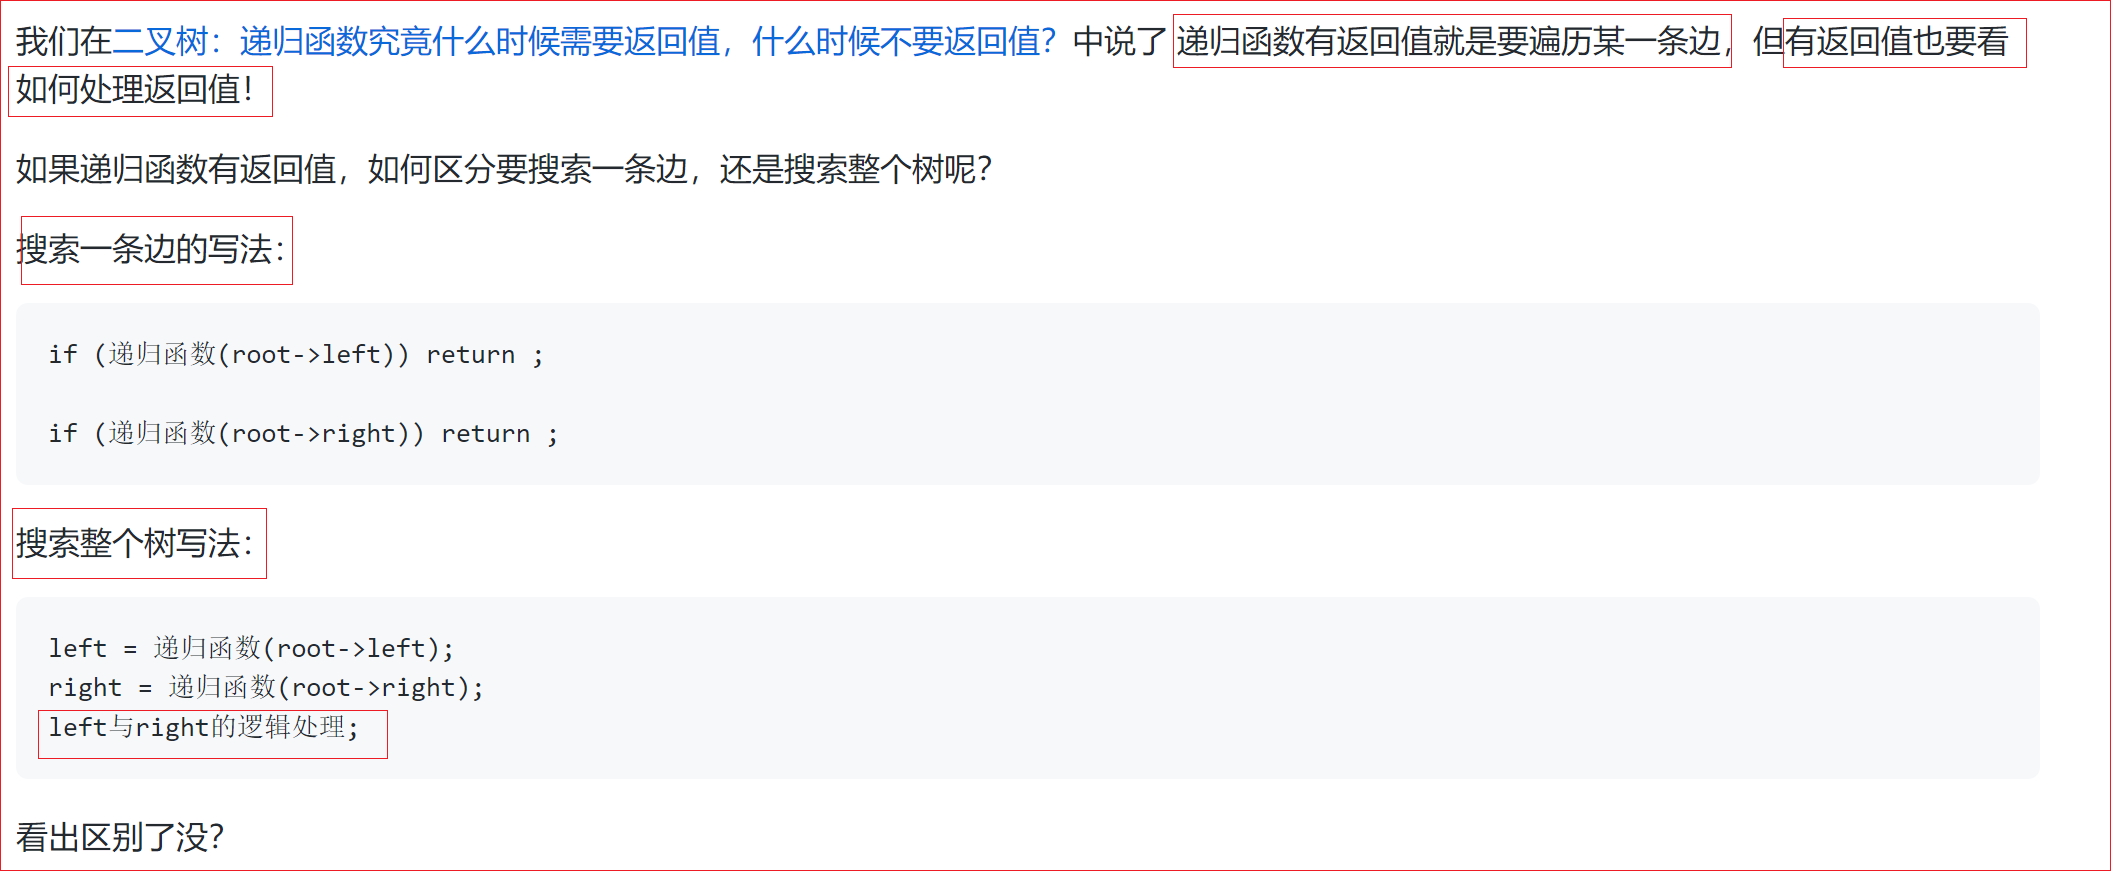 我们在二叉树：递归函数究竟什么时候需要返回值，什么时候不要返回值？中说了 递归函数有返回值就是要遍历某一条边，但有返回值也要看
如何处理返回值！
如果递归函数有返回值，如何区分要搜索一条边，还是搜索整个树呢？
搜索一条边的写法：
if (递归函数(root->left)) return ;
if (递归函数(root->right)) return ;
搜索整个树写法：
left = 递归函数(root->left);
right = 递归函数(root->right);
left与right的逻辑处理;
看出区别了没？